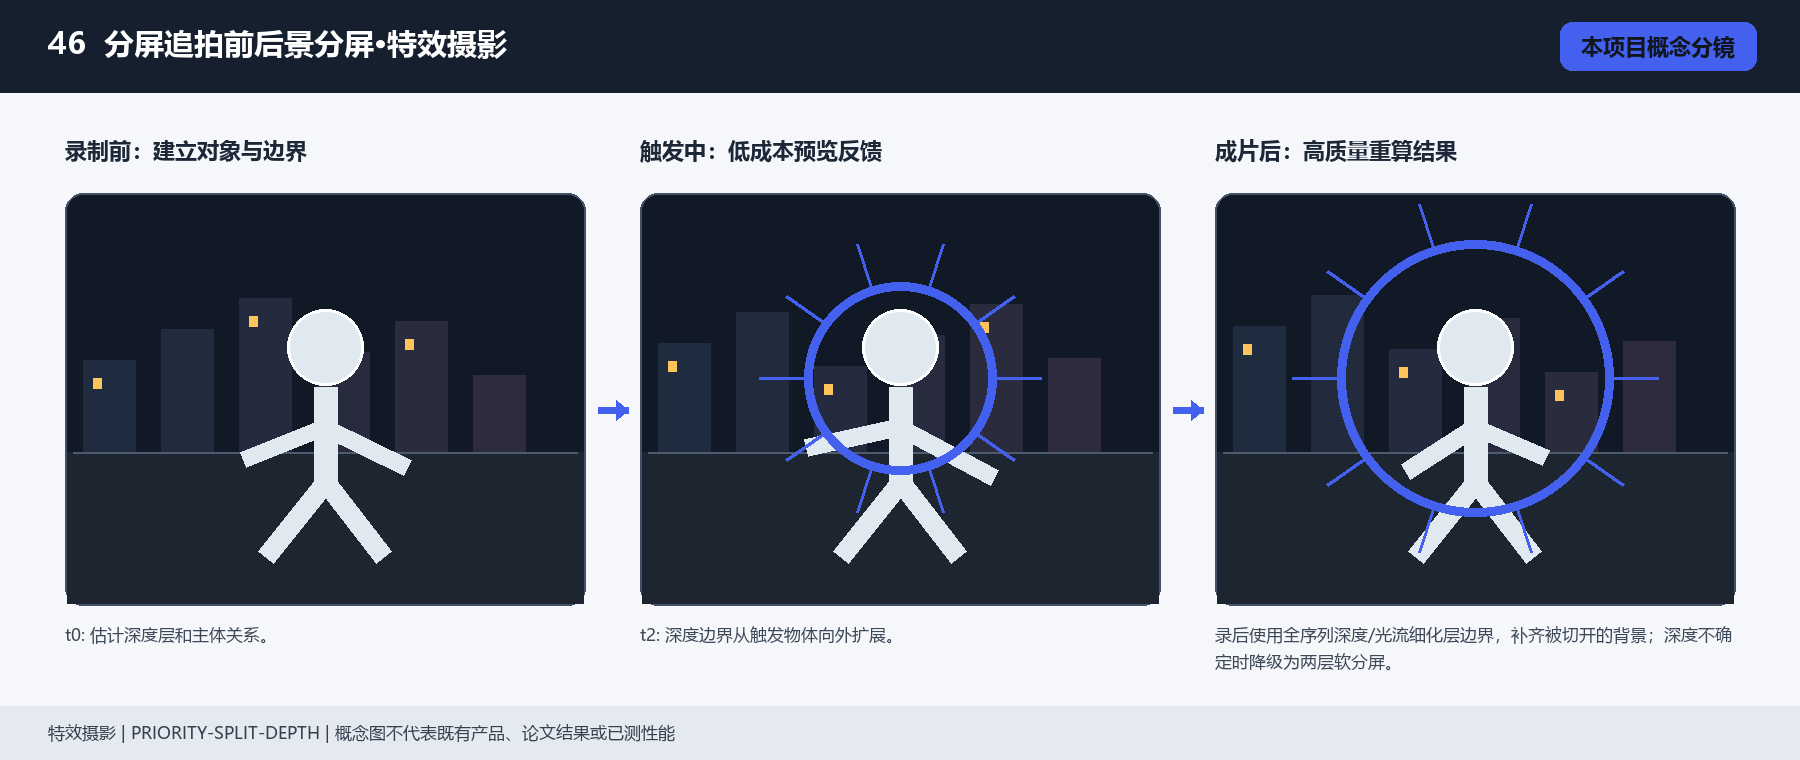 46 分屏追拍前后景分屏•特效摄影
本项目概念分镜
录制前：建立对象与边界
触发中：低成本预览反馈
成片后：高质量重算结果
t0: 估计深度层和主体关系。
t2: 深度边界从触发物体向外扩展。
录后使用全序列深度/光流细化层边界，补齐被切开的背景；深度不确
定时降级为两层软分屏。
特效摄影 | PRIORITY-SPLIT-DEPTH | 概念图不代表既有产品、论文结果或已测性能